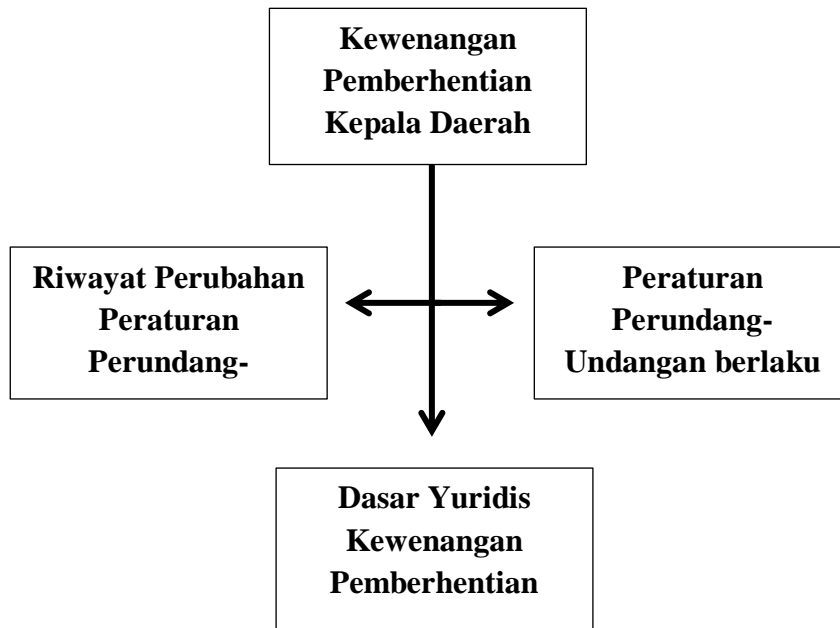 Kewenangan
Pemberhentian
Kepala Daerah
Riwayat Perubahan
Peraturan
Perundang-
Peraturan
Perundang-
Undangan berlaku
Dasar Yuridis
Kewenangan
Pemberhentian